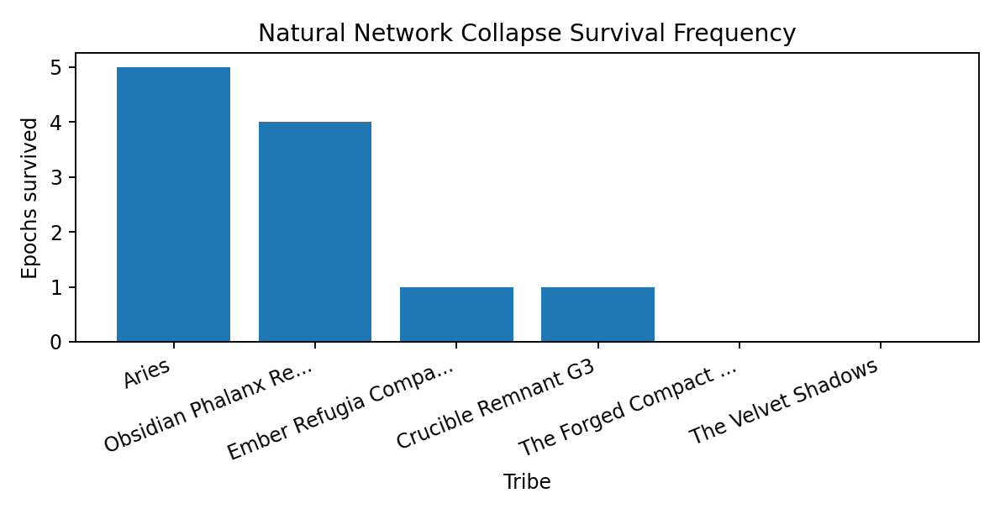 Natural Network Collapse Survival Frequency
Epochs survived
5
4
3
2
1
0
Aries
Obsidian Phalanx Re...
Ember Refugia Compa...
Crucible Remnant G3
The Forged Compact ...
The Velvet Shadows
Tribe